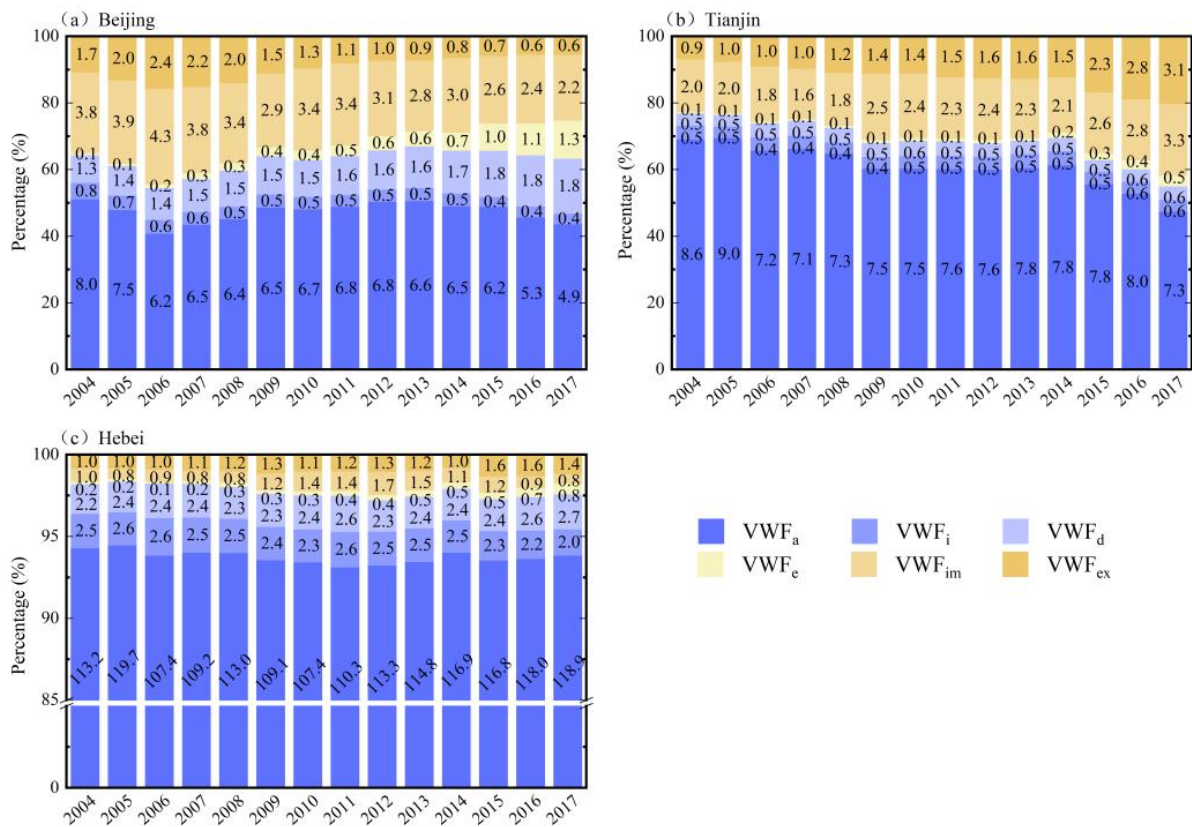 (a) Beijing
Percentage (%)
100
80
60
40
20
0
1.7 2.0 2.4 2.2 2.0 1.5 1.3 1.1 1.0 0.9 0.8 0.7 0.6 0.6
3.8 3.9 4.3 3.8 3.4 2.9 3.4 3.4 3.1 2.8 3.0 2.6 2.4 2.2
0.1 0.1 0.2 0.3 0.3 0.4 0.4 0.5 0.6 0.6 0.7 1.0 1.1 1.3
1.3 1.4 1.4 1.5 1.5 1.5 1.5 1.6 1.6 1.6 1.7 1.8 1.8 1.8
0.8 0.7 0.6 0.6 0.5 0.5 0.5 0.5 0.5 0.5 0.5 0.4 0.4 0.4
8.0 7.5 6.2 6.5 6.4 6.5 6.7 6.8 6.8 6.6 6.5 6.2 5.3 4.9
2004 2005 2006 2007 2008 2009 2010 2011 2012 2013 2014 2015 2016 2017
(b) Tianjin
Percentage (%)
100
80
60
40
20
0
0.9 1.0 1.0 1.0 1.2 1.4 1.4 1.5 1.6 1.6 1.5 2.3 2.8 3.1
2.0 2.0 1.8 1.6 1.8 2.5 2.4 2.3 2.4 2.3 2.1 2.6 2.8 3.3
0.1 0.1 0.1 0.1 0.1 0.1 0.1 0.1 0.1 0.1 0.2 0.3 0.4 0.5
0.5 0.5 0.5 0.5 0.5 0.5 0.6 0.5 0.5 0.5 0.5 0.5 0.6 0.6
0.5 0.5 0.4 0.4 0.4 0.4 0.5 0.5 0.5 0.5 0.5 0.5 0.6 0.6
8.6 9.0 7.2 7.1 7.3 7.5 7.5 7.6 7.6 7.8 7.8 7.8 8.0 7.3
2004 2005 2006 2007 2008 2009 2010 2011 2012 2013 2014 2015 2016 2017
(c) Hebei
Percentage (%)
100
95
90
85
0
1.0 1.0 1.0 1.1 1.2 1.3 1.1 1.2 1.3 1.2 1.0 1.6 1.6 1.4
1.0 0.8 0.9 0.8 0.8 1.2 1.4 1.4 1.7 1.5 1.1 1.2 0.9 0.8
0.2 0.2 0.1 0.2 0.3 0.3 0.3 0.4 0.4 0.5 0.5 0.5 0.7 0.8
2.2 2.4 2.4 2.4 2.3 2.3 2.4 2.6 2.3 2.4 2.4 2.4 2.6 2.7
2.5 2.6 2.6 2.5 2.5 2.4 2.3 2.6 2.5 2.5 2.5 2.3 2.2 2.0
113.2 119.7 107.4 109.2 113.0 109.1 107.4 110.3 113.3 114.8 116.9 116.8 118.0 118.9
2004 2005 2006 2007 2008 2009 2010 2011 2012 2013 2014 2015 2016 2017
VWFa VWFi VWFd
VWFe VWFim VWFex